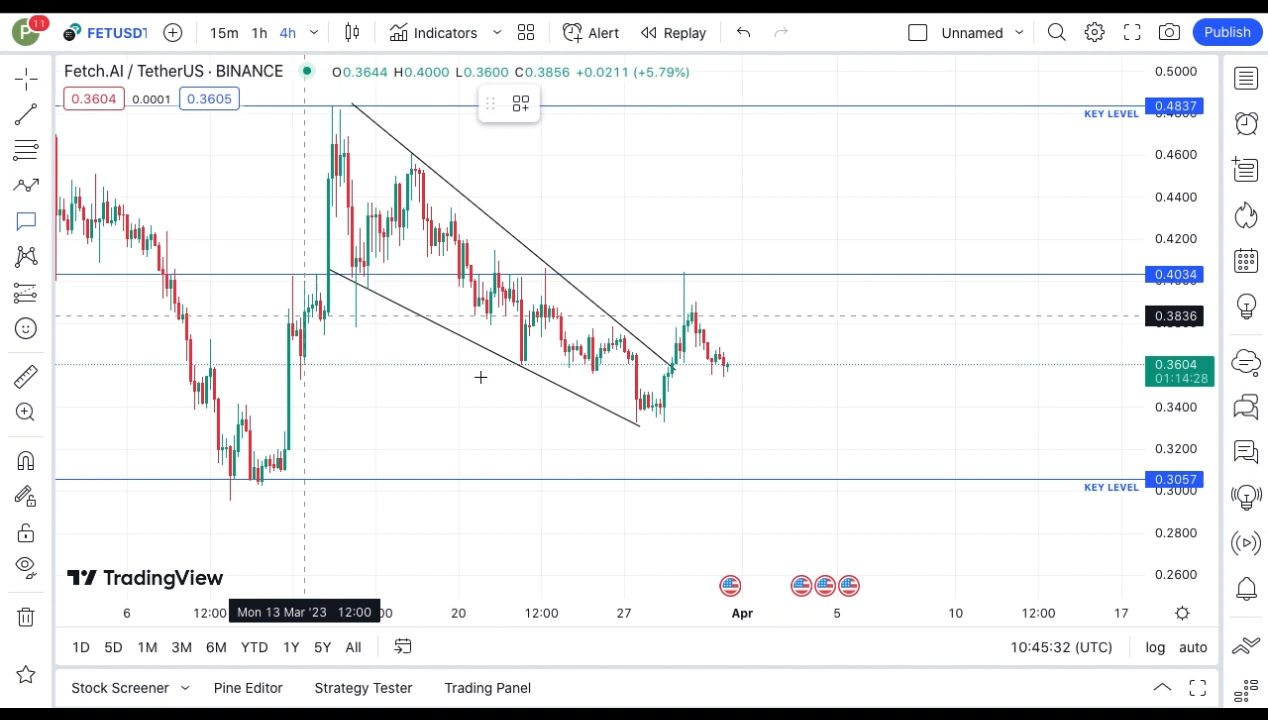 P 11 FETUSDT 15m 1h 4h Indicators Alert Replay Unnamed Publish
Fetch.AI / TetherUS · BINANCE O0.3644 H0.4000 L0.3600 C0.3856 +0.0211 (+5.79%)
0.3604 0.0001 0.3605
0.5000
0.4837
KEY LEVEL
0.4600
0.4400
0.4200
0.4034
0.3836
0.3604
01:14:28
0.3400
0.3200
0.3057
KEY LEVEL
0.3000
0.2800
0.2600
TradingView
6 12:00 Mon 13 Mar '23 12:00 20 12:00 27 Apr 5 10 12:00 17
1D 5D 1M 3M 6M YTD 1Y 5Y All 10:45:32 (UTC) log auto
Stock Screener Pine Editor Strategy Tester Trading Panel